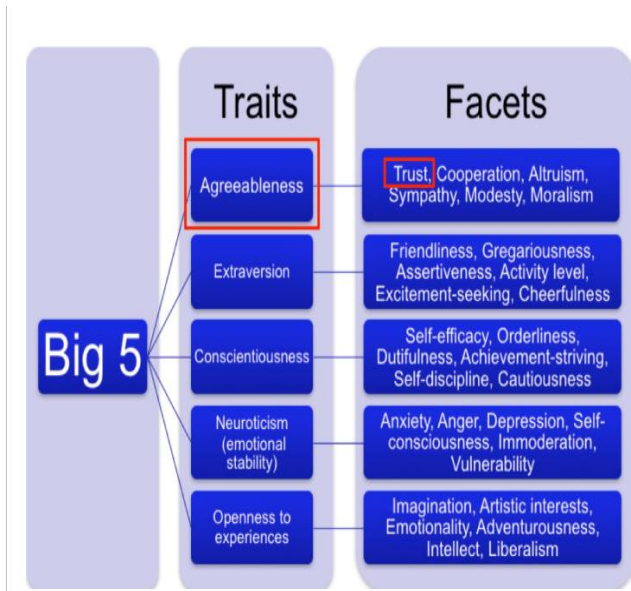 Traits
Facets
Big 5
Agreeableness
Trust, Cooperation, Altruism,
Sympathy, Modesty, Moralism
Extraversion
Friendliness, Gregariousness,
Assertiveness, Activity level,
Excitement-seeking, Cheerfulness
Conscientiousness
Self-efficacy, Orderliness,
Dutifulness, Achievement-striving,
Self-discipline, Cautiousness
Neuroticism
(emotional
stability)
Anxiety, Anger, Depression, Self-
consciousness, Immoderation,
Vulnerability
Openness to
experiences
Imagination, Artistic interests,
Emotionality, Adventurousness,
Intellect, Liberalism